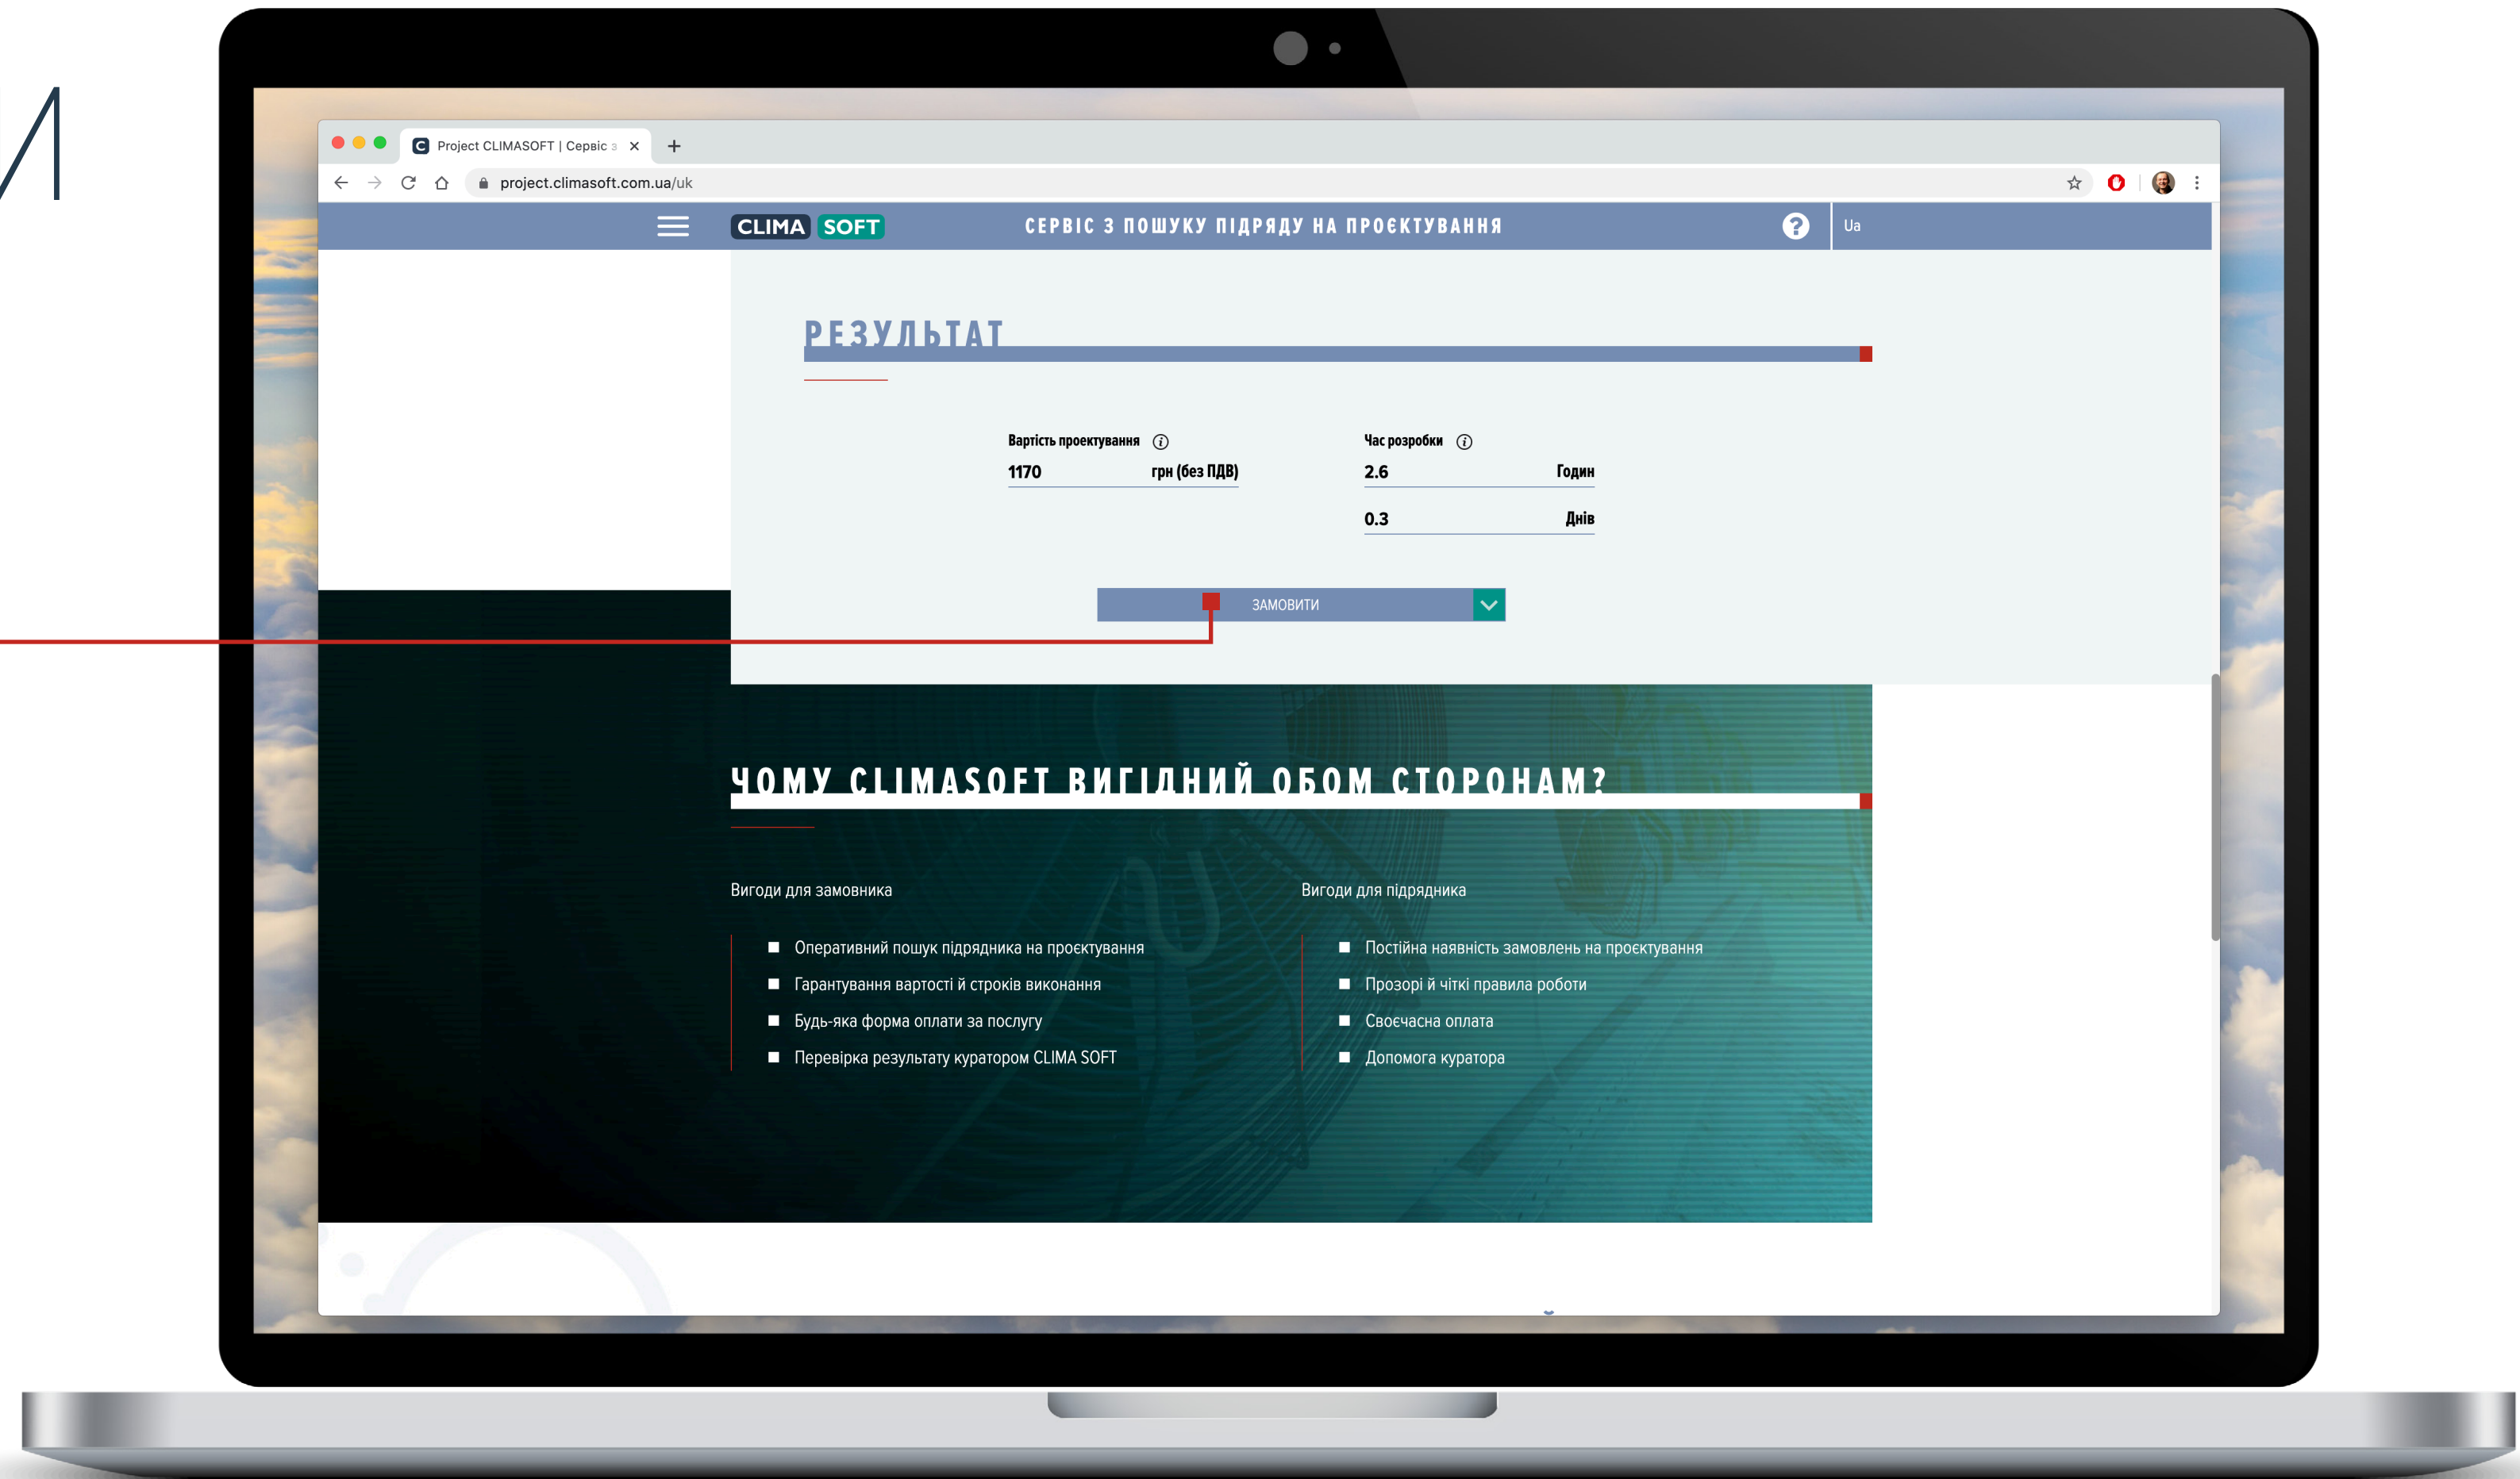 И
Project CLIMASOFT | Сервіс з
project.climasoft.com.ua/uk
CLIMA SOFT
СЕРВІС З ПОШУКУ ПІДРЯДУ НА ПРОЄКТУВАННЯ
? Ua
РЕЗУЛЬТАТ
Вартість проектування i
1170 грн (без ПДВ)
Час розробки i
2.6 Годин
0.3 Днів
ЗАМОВИТИ
ЧОМУ CLIMASOFT ВИГІДНИЙ ОБОМ СТОРОНАМ?
Вигоди для замовника
Оперативний пошук підрядника на проєктування
Гарантування вартості й строків виконання
Будь-яка форма оплати за послугу
Перевірка результату куратором CLIMA SOFT
Вигоди для підрядника
Постійна наявність замовлень на проєктування
Прозорі й чіткі правила роботи
Своєчасна оплата
Допомога куратора